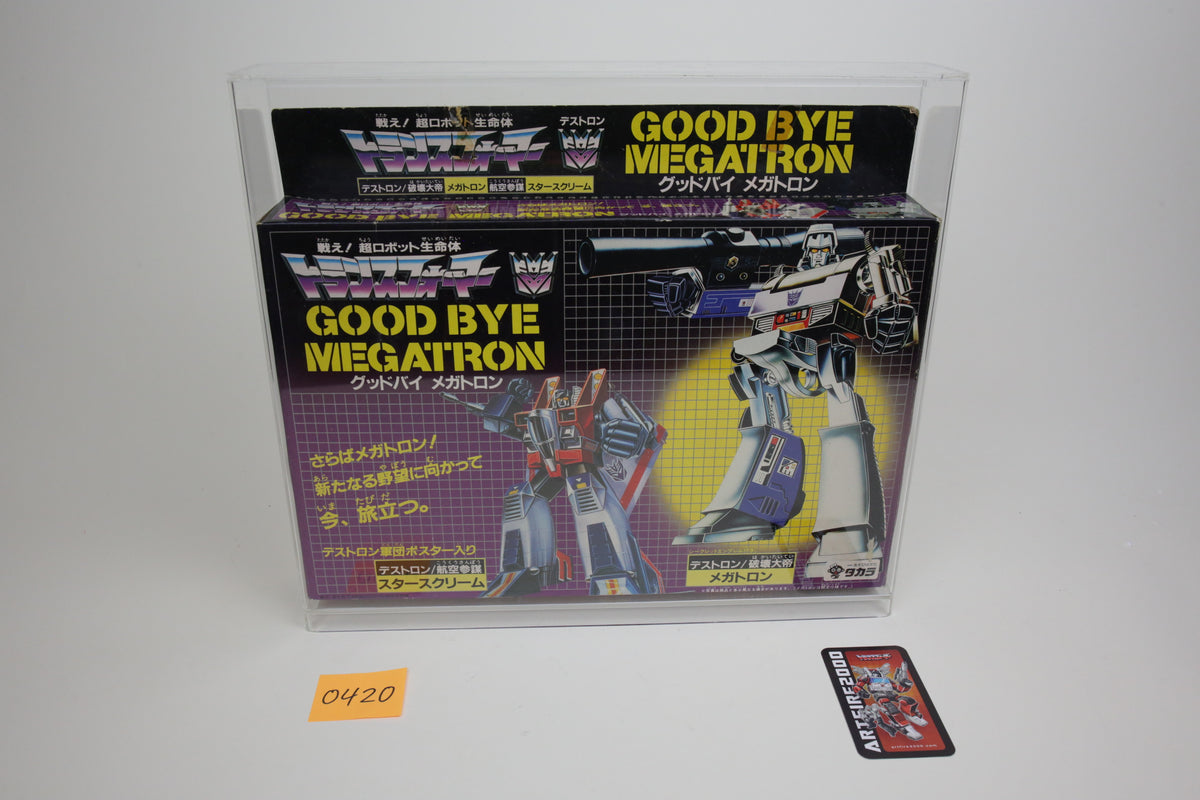 戦え! 超ロボット生命体
トランスフォーマー
デストロン
GOOD BYE
MEGATRON
グッドバイ メガトロン
デストロン/破壊大帝 メガトロン 航空参謀 スタースクリーム
戦え! 超ロボット生命体
トランスフォーマー
GOOD BYE
MEGATRON
グッドバイ メガトロン
さらばメガトロン!
新たなる野望に向かって
今、旅立つ。
デストロン軍団ポスター入り
デストロン/航空参謀
スタースクリーム
デストロン/破壊大帝
メガトロン
タカラ
0420
ARTFIRE2000
artfire2000.com